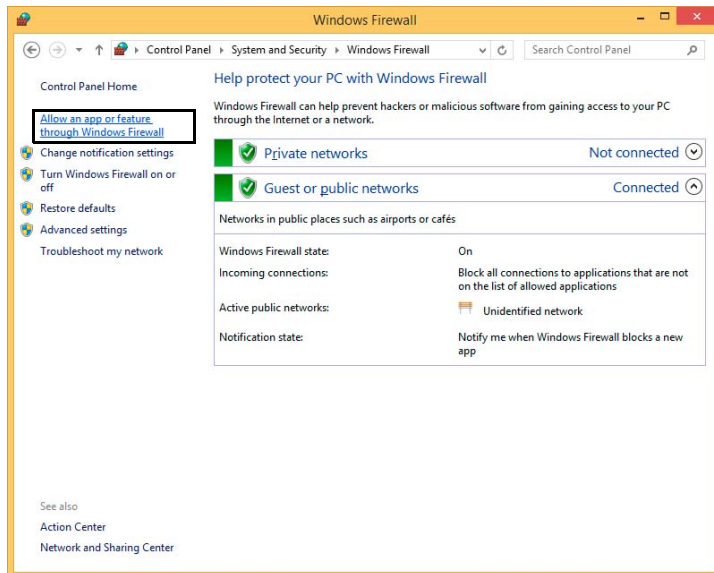 Windows Firewall
Control Panel System and Security Windows Firewall
Search Control Panel
Control Panel Home
Allow an app or feature
through Windows Firewall
Change notification settings
Turn Windows Firewall on or
off
Restore defaults
Advanced settings
Troubleshoot my network
See also
Action Center
Network and Sharing Center
Help protect your PC with Windows Firewall
Windows Firewall can help prevent hackers or malicious software from gaining access to your PC
through the Internet or a network.
Private networks Not connected
Guest or public networks Connected
Networks in public places such as airports or cafés
Windows Firewall state: On
Incoming connections: Block all connections to applications that are not
on the list of allowed applications
Active public networks: Unidentified network
Notification state: Notify me when Windows Firewall blocks a new
app